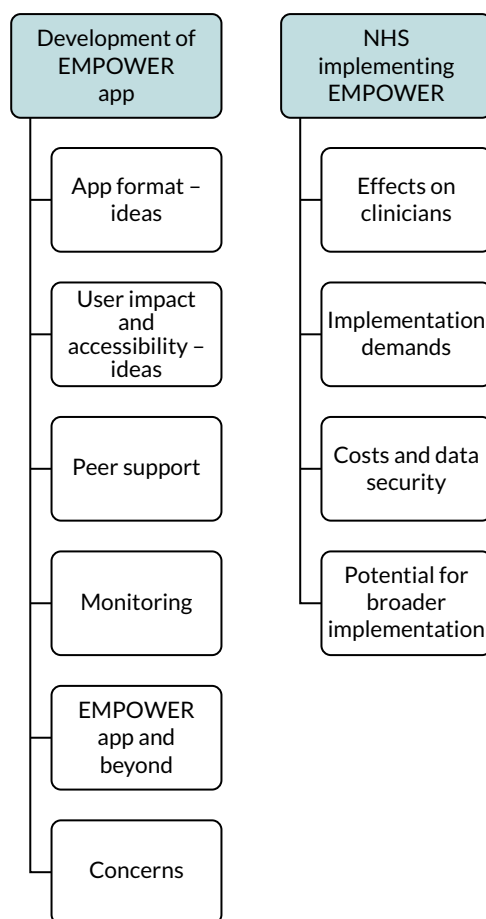 Development of
EMPOWER
app
App format –
ideas
User impact
and
accessibility –
ideas
Peer support
Monitoring
EMPOWER
app and
beyond
Concerns
NHS
implementing
EMPOWER
Effects on
clinicians
Implementation
demands
Costs and data
security
Potential for
broader
implementation